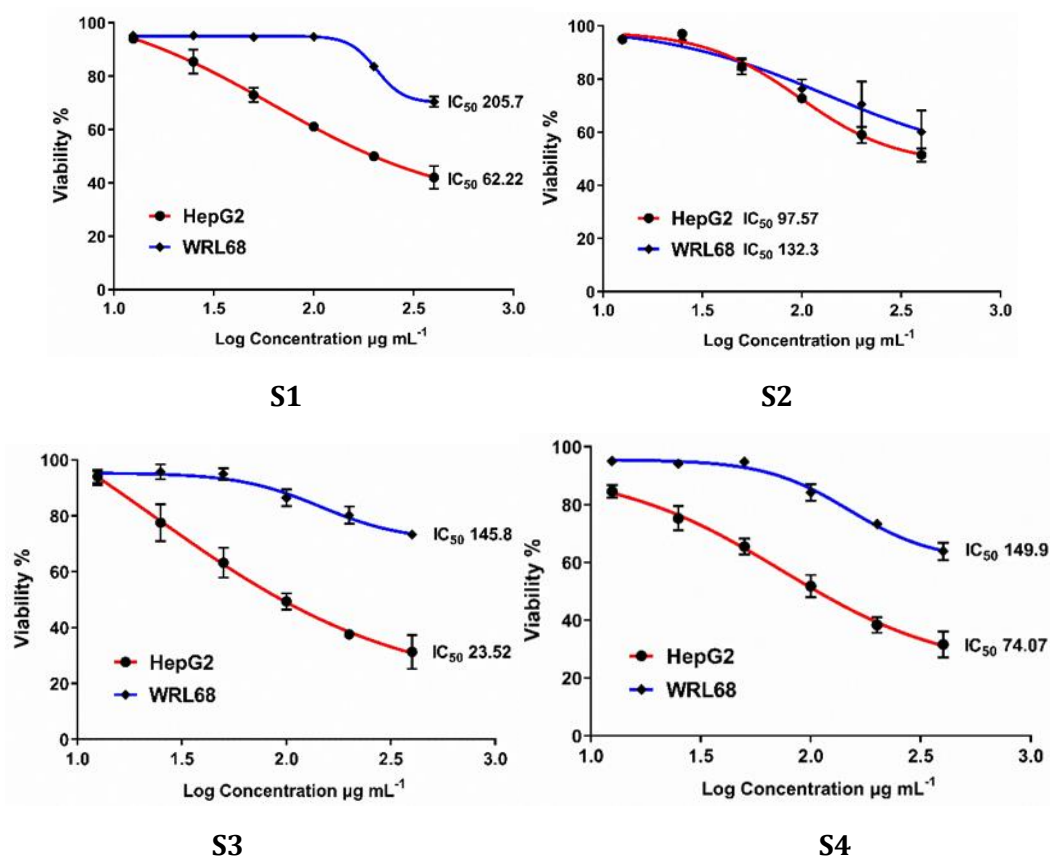 Viability %
100
80
60
40
20
0
IC₅₀ 205.7
IC₅₀ 62.22
HepG2
WRL68
1.0 1.5 2.0 2.5 3.0
Log Concentration µg mL⁻¹
S1
Viability %
100
80
60
40
20
0
HepG2 IC₅₀ 97.57
WRL68 IC₅₀ 132.3
1.0 1.5 2.0 2.5 3.0
Log Concentration µg mL⁻¹
S2
Viability %
100
80
60
40
20
0
IC₅₀ 145.8
IC₅₀ 23.52
HepG2
WRL68
1.0 1.5 2.0 2.5 3.0
Log Concentration µg mL⁻¹
S3
Viability %
100
80
60
40
20
0
IC₅₀ 149.9
IC₅₀ 74.07
HepG2
WRL68
1.0 1.5 2.0 2.5 3.0
Log Concentration µg mL⁻¹
S4